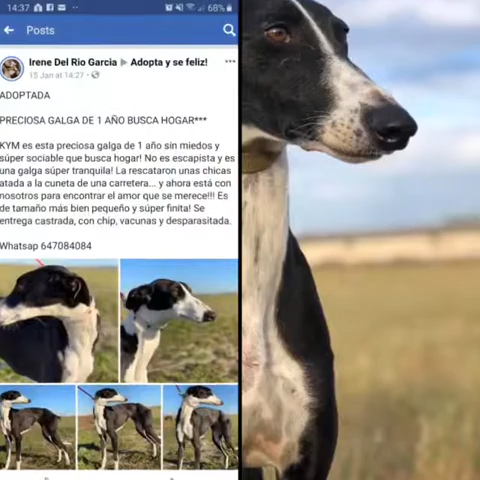 14:37
68%
Posts
Irene Del Rio Garcia ▶ Adopta y se feliz!
15 Jan at 14:27 ·
ADOPTADA
PRECIOSA GALGA DE 1 AÑO BUSCA HOGAR***
KYM es esta preciosa galga de 1 año sin miedos y
súper sociable que busca hogar! No es escapista y es
una galga súper tranquila! La rescataron unas chicas
atada a la cuneta de una carretera... y ahora está con
nosotros para encontrar el amor que se merece!!! Es
de tamaño más bien pequeño y súper finita! Se
entrega castrada, con chip, vacunas y desparasitada.
Whatsap 647084084